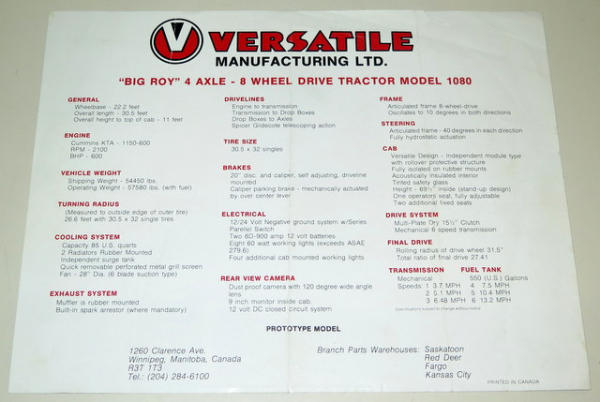 VERSATILE
MANUFACTURING LTD.
"BIG ROY" 4 AXLE - 8 WHEEL DRIVE TRACTOR MODEL 1080
GENERAL
Wheelbase - 22.2 feet
Overall length - 30.5 feet
Overall height to top of cab - 11 feet
ENGINE
Cummins KTA - 1150-600
RPM - 2100
BHP - 600
VEHICLE WEIGHT
Shipping Weight - 54450 lbs.
Operating Weight - 57580 lbs. (with fuel)
TURNING RADIUS
(Measured to outside edge of outer tire)
26.6 feet with 30.5 x 32 single tires
COOLING SYSTEM
Capacity 85 U.S. quarts
2 Radiators Rubber Mounted
Independent surge tank
Quick removable perforated metal grill screen
Fan - 28" Dia. (6 blade suction type)
EXHAUST SYSTEM
Muffler is rubber mounted
Built-in spark arrestor (where mandatory)
DRIVELINES
Engine to transmission
Transmission to Drop Boxes
Drop Boxes to Axles
Spicer Glidecote telescoping action
TIRE SIZE
30.5 x 32 singles
BRAKES
20" disc. and caliper, self adjusting, driveline
mounted
Caliper parking brake - mechanically actuated
by over center lever
ELECTRICAL
12/24 Volt Negative ground system w/Series
Parallel Switch
Two 6D-900 amp 12 volt batteries
Eight 60 watt working lights (exceeds ASAE
279.6)
Four additional cab mounted working lights
REAR VIEW CAMERA
Dust proof camera with 120 degree wide angle
lens
9 inch monitor inside cab.
12 volt DC closed circuit system
FRAME
Articulated frame 8-wheel-drive
Oscillates to 10 degrees in both directions
STEERING
Articulated frame - 40 degrees in each direction
Fully hydrostatic actuation
CAB
Versatile Design - Independent module type
with rollover protective structure
Fully isolated on rubber mounts
Acoustically insulated interior
Tinted safety glass
Height - 69½" inside (stand-up design)
One operators seat, fully adjustable
Two additional fixed seats
DRIVE SYSTEM
Multi-Plate Dry 15½" Clutch
Mechanical 6 speed transmission
FINAL DRIVE
Rolling radius of drive wheel 31.5"
Total ratio of final drive 27.41
TRANSMISSION FUEL TANK
Mechanical 550 (U.S.) Gallons
Speeds: 1 3.7 MPH 4 7.5 MPH
2 5.1 MPH 5 10.4 MPH
3 6.48 MPH 6 13.2 MPH
Specifications subject to change without notice
PROTOTYPE MODEL
1260 Clarence Ave.
Winnipeg, Manitoba, Canada
R3T 1T3
Tel.: (204) 284-6100
Branch Parts Warehouses: Saskatoon
Red Deer
Fargo
Kansas City
PRINTED IN CANADA